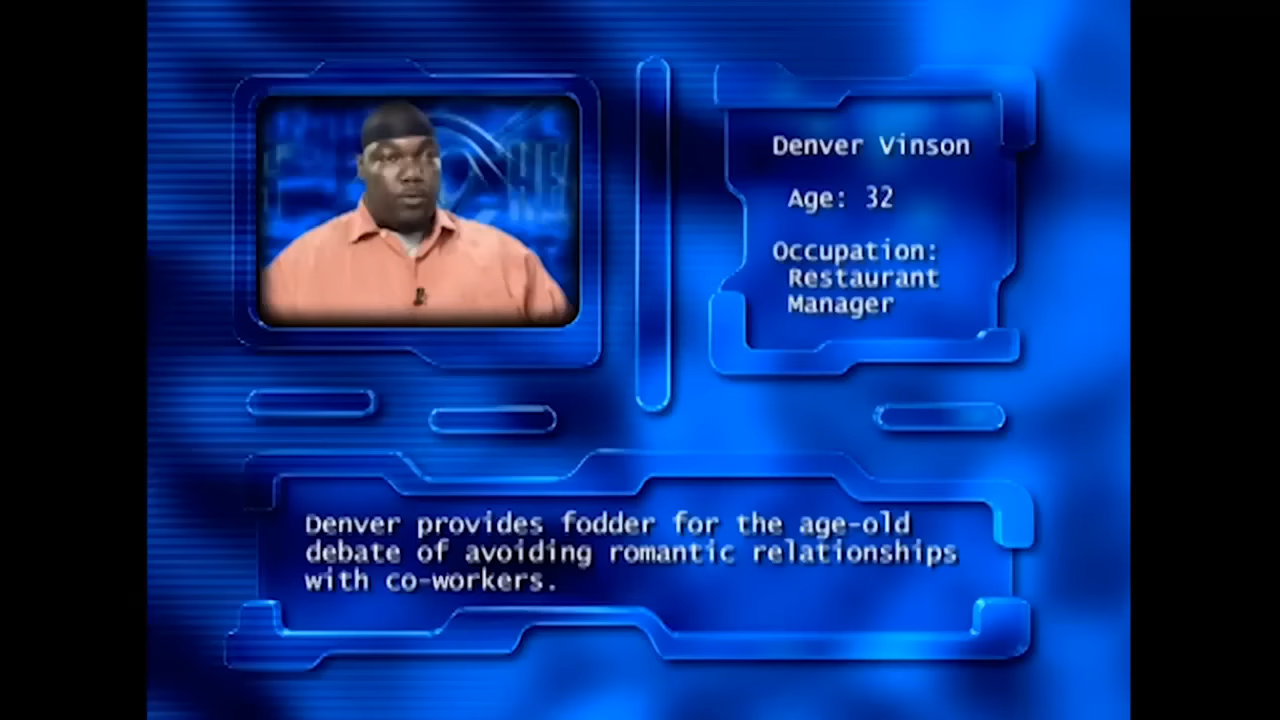 Denver Vinson
Age: 32
Occupation:
Restaurant
Manager
Denver provides fodder for the age-old
debate of avoiding romantic relationships
with co-workers.